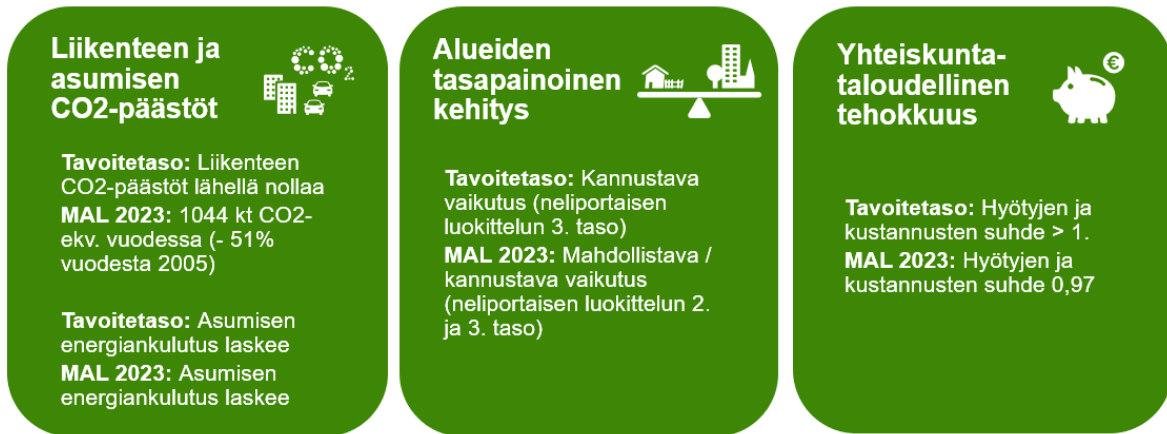 Liikenteen ja
asumisen
CO2-päästöt
CO2
Tavoitetaso: Liikenteen
CO2-päästöt lähellä nollaa
MAL 2023: 1044 kt CO2-
ekv. vuodessa (- 51%
vuodesta 2005)
Tavoitetaso: Asumisen
energiankulutus laskee
MAL 2023: Asumisen
energiankulutus laskee
Alueiden
tasapainoinen
kehitys
Tavoitetaso: Kannustava
vaikutus (neliportaisen
luokittelun 3. taso)
MAL 2023: Mahdollistava /
kannustava vaikutus
(neliportaisen luokittelun 2.
ja 3. taso)
Yhteiskunta-
taloudellinen
tehokkuus
€
Tavoitetaso: Hyötyjen ja
kustannusten suhde > 1.
MAL 2023: Hyötyjen ja
kustannusten suhde 0,97